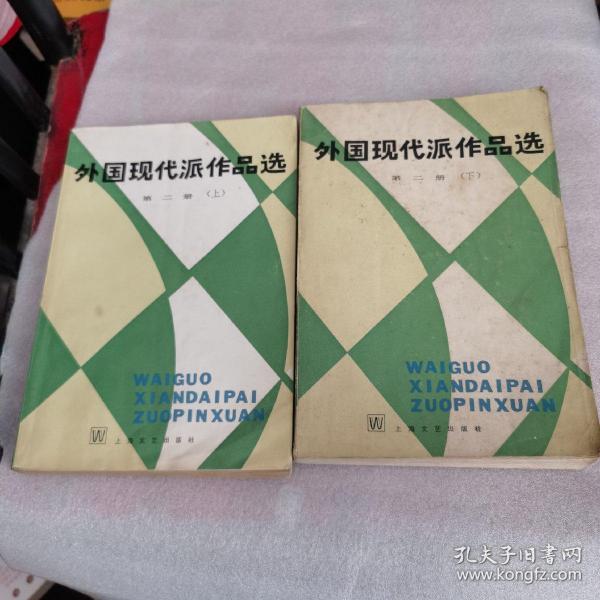 外国现代派作品选
第二册（上）
WAIGUO
XIANDAIPAI
ZUOPINXUAN
W 上海文艺出版社
外国现代派作品选
第二册（下）
WAIGUO
XIANDAIPAI
ZUOPINXUAN
W 上海文艺出版社
孔夫子旧书网
www.kongfz.com